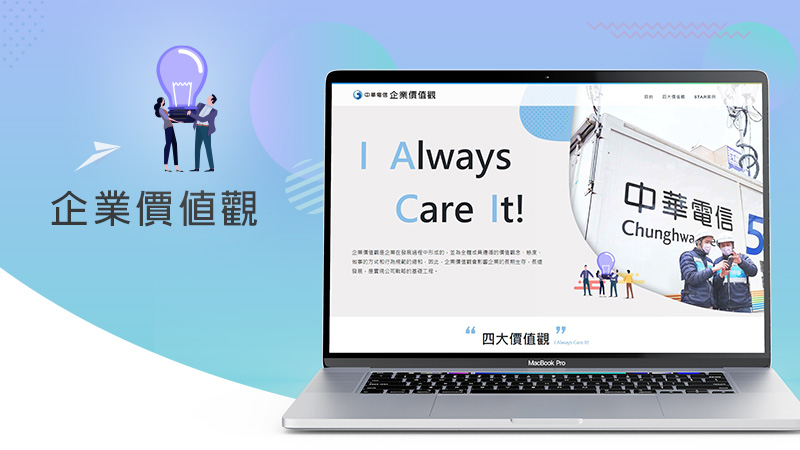 企業價值觀
中華電信 企業價值觀
目的 四大價值觀 STAR案例
I Always
Care It!
企業價值觀是企業在發展過程中形成的，並為全體成員遵循的價值觀念、態度、
做事的方式和行為規範的總和，因此，企業價值觀會影響企業的長期生存、長遠
發展，是實現公司戰略的基礎工程。
中華電信
Chunghwa
5
“ 四大價值觀 ” I Always Care It!
MacBook Pro